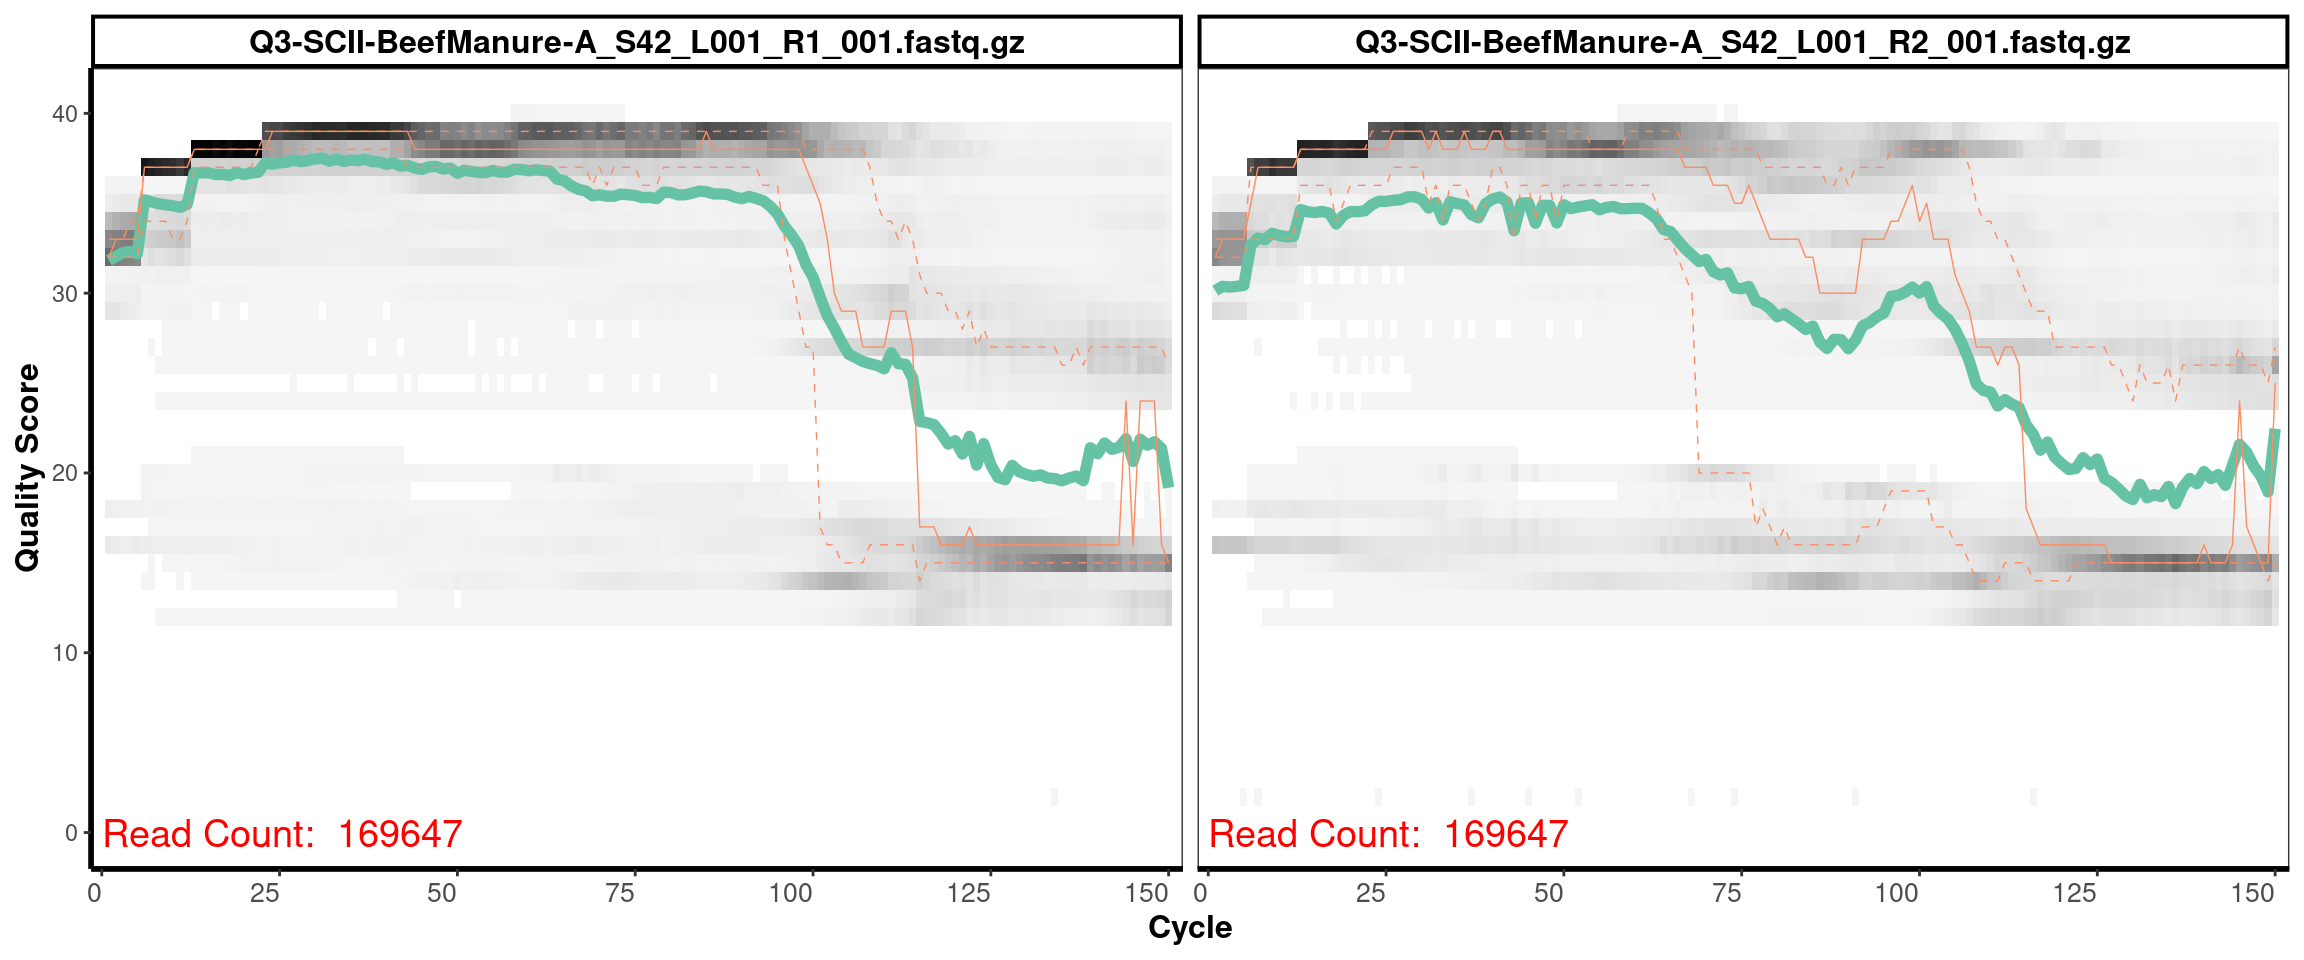 Q3-SCII-BeefManure-A_S42_L001_R1_001.fastq.gz
Q3-SCII-BeefManure-A_S42_L001_R2_001.fastq.gz
Quality Score
40
30
20
10
0
Read Count: 169647
Read Count: 169647
0 25 50 75 100 125 150
0 25 50 75 100 125 150
Cycle